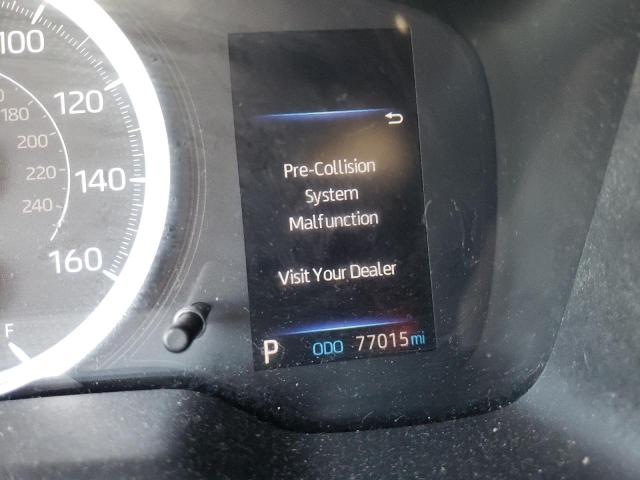 100
120
140
160
180
200
220
240
F
Pre-Collision
System
Malfunction
Visit Your Dealer
P ODO 77015 mi